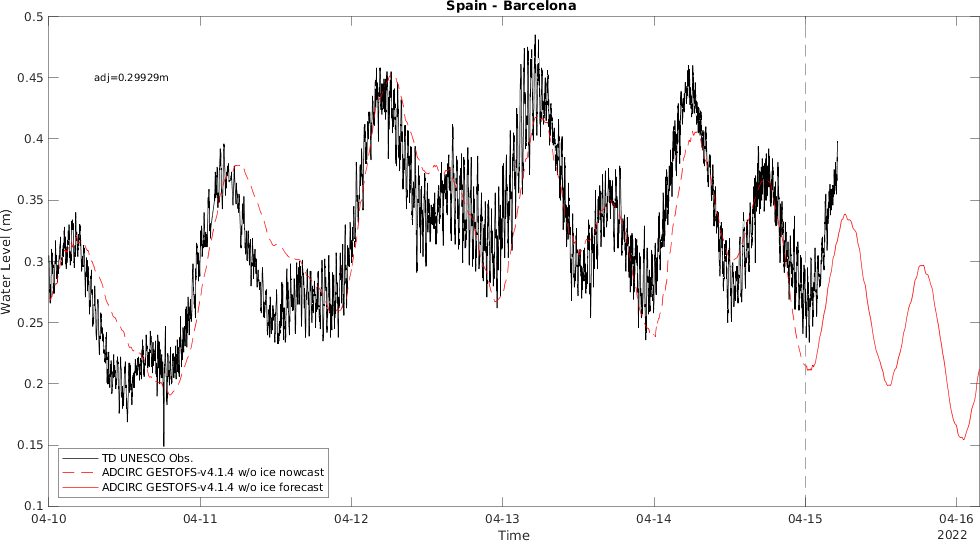 Spain - Barcelona
0.5
0.45
0.4
0.35
0.3
0.25
0.2
0.15
0.1
Water Level (m)
adj=0.29929m
TD UNESCO Obs.
ADCIRC GESTOFS-v4.1.4 w/o ice nowcast
ADCIRC GESTOFS-v4.1.4 w/o ice forecast
04-10 04-11 04-12 04-13 04-14 04-15 04-16
Time 2022